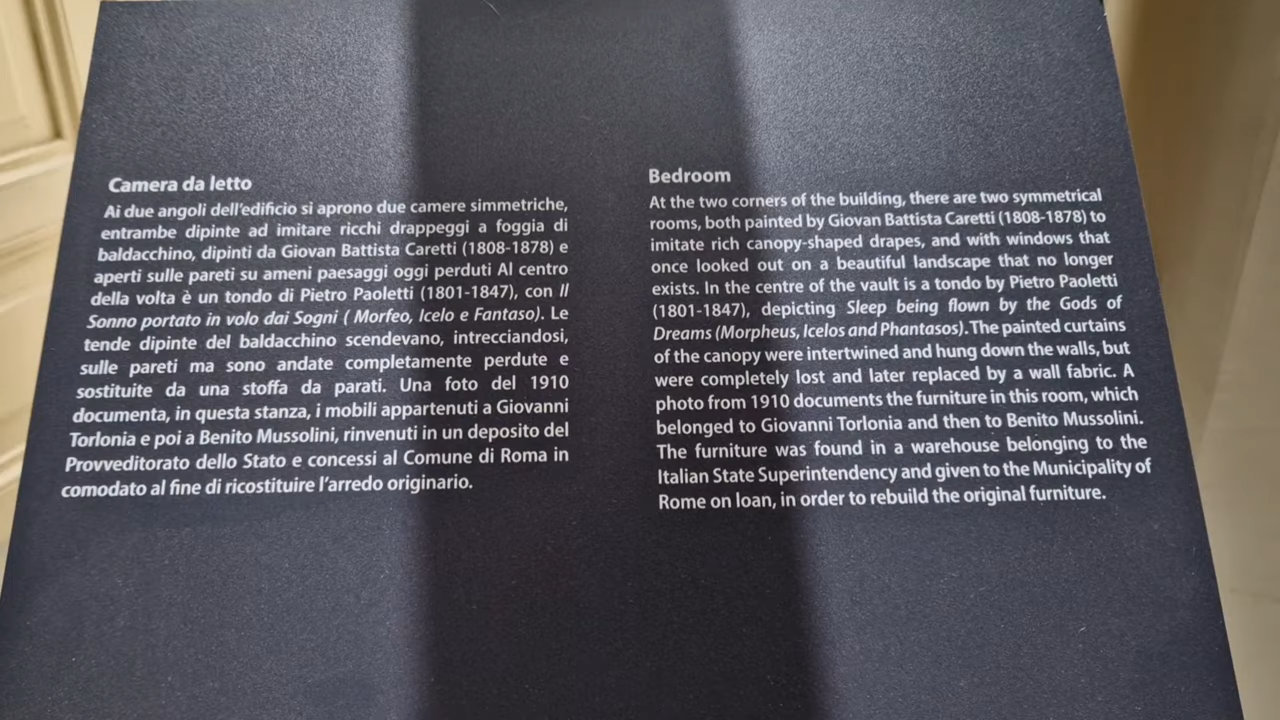 Camera da letto
Ai due angoli dell'edificio si aprono due camere simmetriche,
entrambe dipinte ad imitare ricchi drappeggi a foggia di
baldacchino, dipinti da Giovan Battista Caretti (1808-1878) e
aperti sulle pareti su ameni paesaggi oggi perduti Al centro
della volta è un tondo di Pietro Paoletti (1801-1847), con Il
Sonno portato in volo dai Sogni ( Morfeo, Icelo e Fantaso). Le
tende dipinte del baldacchino scendevano, intrecciandosi,
sulle pareti ma sono andate completamente perdute e
sostituite da una stoffa da parati. Una foto del 1910
documenta, in questa stanza, i mobili appartenuti a Giovanni
Torlonia e poi a Benito Mussolini, rinvenuti in un deposito del
Provveditorato dello Stato e concessi al Comune di Roma in
comodato al fine di ricostituire l'arredo originario.
Bedroom
At the two corners of the building, there are two symmetrical
rooms, both painted by Giovan Battista Caretti (1808-1878) to
imitate rich canopy-shaped drapes, and with windows that
once looked out on a beautiful landscape that no longer
exists. In the centre of the vault is a tondo by Pietro Paoletti
(1801-1847), depicting Sleep being flown by the Gods of
Dreams (Morpheus, Icelos and Phantasos). The painted curtains
of the canopy were intertwined and hung down the walls, but
were completely lost and later replaced by a wall fabric. A
photo from 1910 documents the furniture in this room, which
belonged to Giovanni Torlonia and then to Benito Mussolini.
The furniture was found in a warehouse belonging to the
Italian State Superintendency and given to the Municipality of
Rome on loan, in order to rebuild the original furniture.